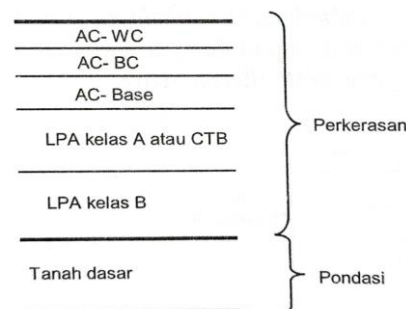 AC- WC
AC- BC
AC- Base
LPA kelas A atau CTB
Perkerasan
LPA kelas B
Tanah dasar
Pondasi